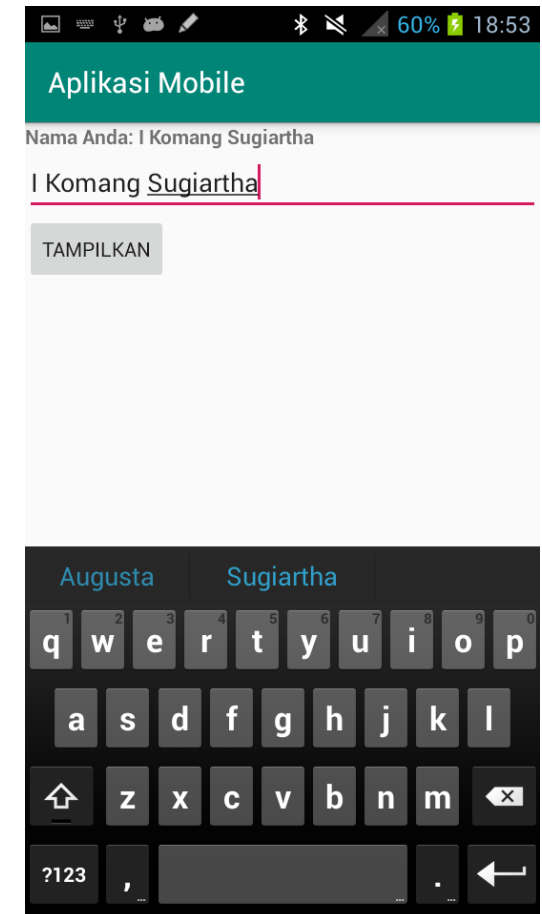 60% 18:53
Aplikasi Mobile
Nama Anda: I Komang Sugiartha
I Komang Sugiartha
TAMPILKAN
Augusta Sugiartha
1 2 3 4 5 6 7 8 9 0
q w e r t y u i o p
a s d f g h j k l
z x c v b n m
?123 , ... ... . ...